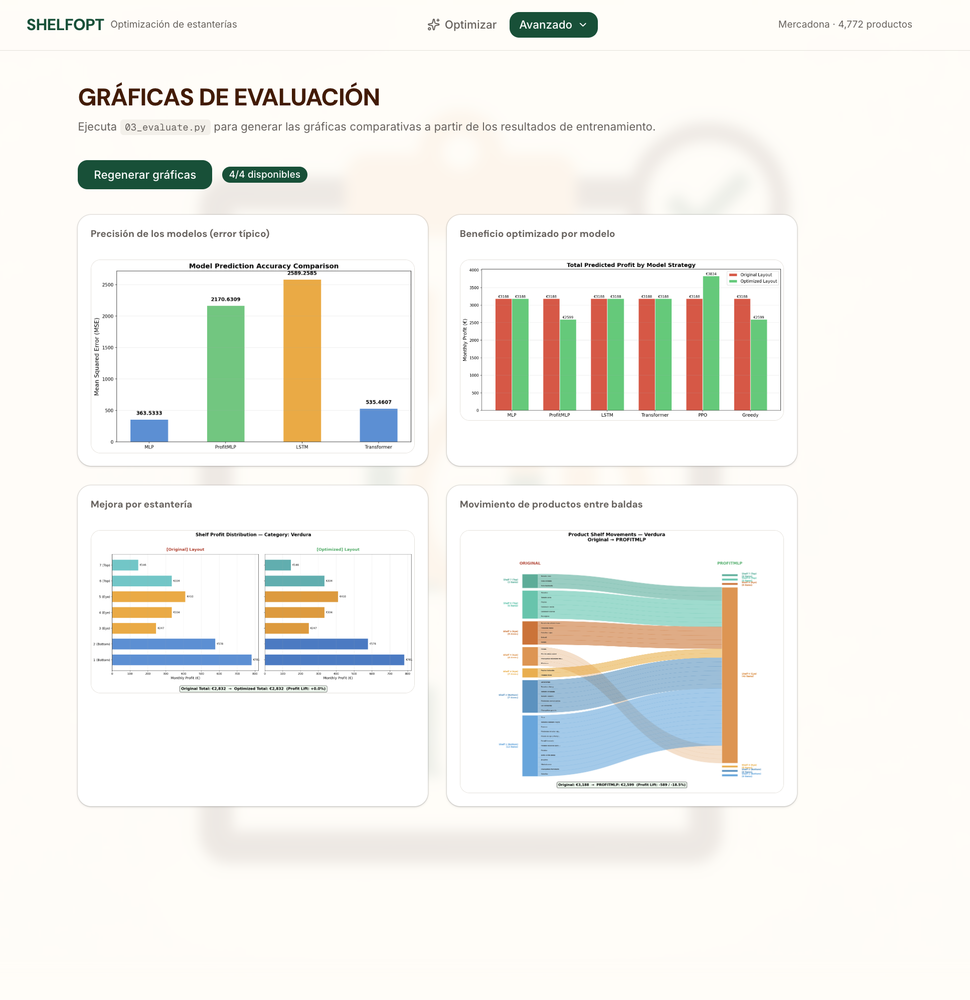 SHELFOPT Optimización de estanterías
Optimizar
Avanzado
Mercadona · 4,772 productos
GRÁFICAS DE EVALUACIÓN
Ejecuta 03_evaluate.py para generar las gráficas comparativas a partir de los resultados de entrenamiento.
Regenerar gráficas
4/4 disponibles
Precisión de los modelos (error típico)
Model Prediction Accuracy Comparison
Mean Squared Error (MSE)
2500
2000
1500
1000
500
0
363.5333
2170.6309
2589.2585
535.4607
MLP
ProfitMLP
LSTM
Transformer
Beneficio optimizado por modelo
Total Predicted Profit by Model Strategy
Original Layout
Optimized Layout
Monthly Profit (€)
4000
3500
3000
2500
2000
1500
1000
500
0
€3188 €3188
€3188 €2599
€3188 €3188
€3188 €3188
€3188 €3834
€3188 €2599
MLP
ProfitMLP
LSTM
Transformer
PPO
Greedy
Mejora por estantería
Shelf Profit Distribution — Category: Verdura
[Original] Layout
[Optimized] Layout
7 (Top) €146 €146
6 (Top) €334 €334
5 (Eye) €410 €410
4 (Eye) €334 €334
3 (Eye) €247 €247
2 (Bottom) €578 €578
1 (Bottom)
0 100 200 300 400 500 600 700 800
0 100 200 300 400 500 600 700 800
Monthly Profit (€)
Monthly Profit (€)
Original Total: €2,832 → Optimized Total: €2,832 (Profit Lift: +0.0%)
Movimiento de productos entre baldas
Product Shelf Movements — Verdura
Original → PROFITMLP
ORIGINAL
PROFITMLP
Original: €3,188 → PROFITMLP: €2,599 (Profit Lift: -589 / -18.5%)